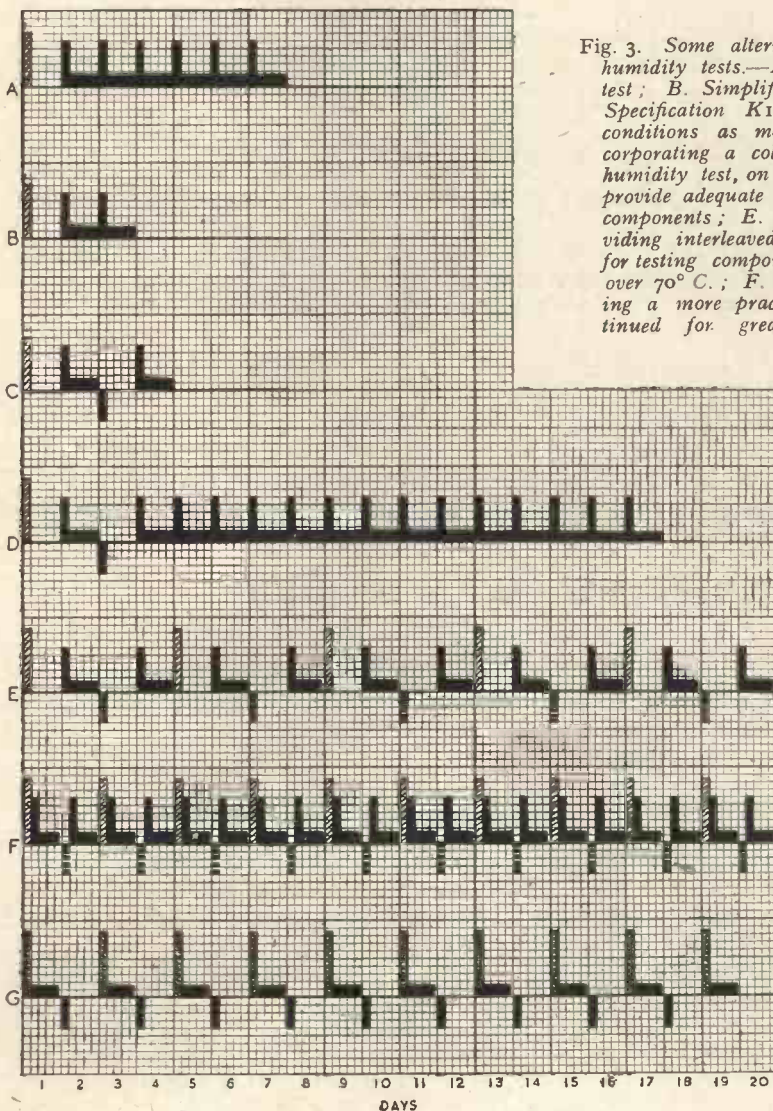 Fig. 3. Some alter
humidity tests.—
test; B. Simplif
Specification K1
conditions as m
corporating a co
humidity test, on
provide adequate
components; E.
viding interleaved
for testing compo
over 70° C.; F.
ing a more prac
tinued for grea
A
B
C
D
E
F
G
1 2 3 4 5 6 7 8 9 10 11 12 13 14 15 16 17 18 19 20
DAYS